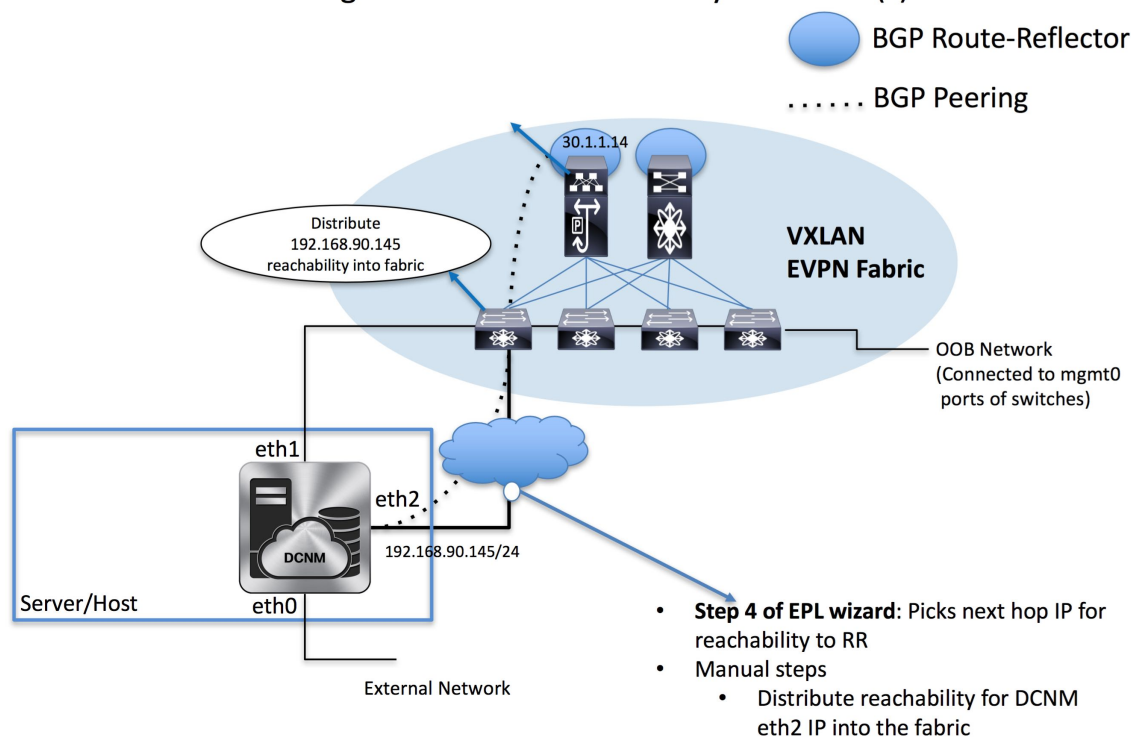 BGP Route-Reflector
BGP Peering
30.1.1.14
Distribute
192.168.90.145
reachability into fabric
VXLAN
EVPN Fabric
P
OOB Network
(Connected to mgmt0
ports of switches)
eth1
eth2
192.168.90.145/24
DCNM
Server/Host
eth0
External Network
• Step 4 of EPL wizard: Picks next hop IP for
reachability to RR
• Manual steps
• Distribute reachability for DCNM
eth2 IP into the fabric